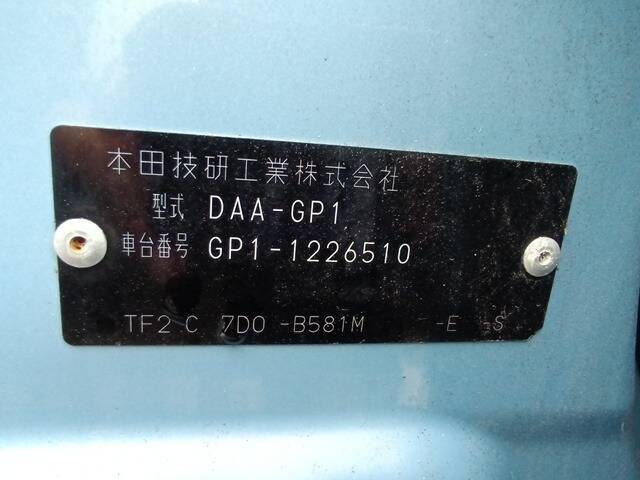 本田技研工業株式会社
型式 DAA-GP1
車台番号 GP1-1226510
TF2 C 7D0 -B581M -E -S